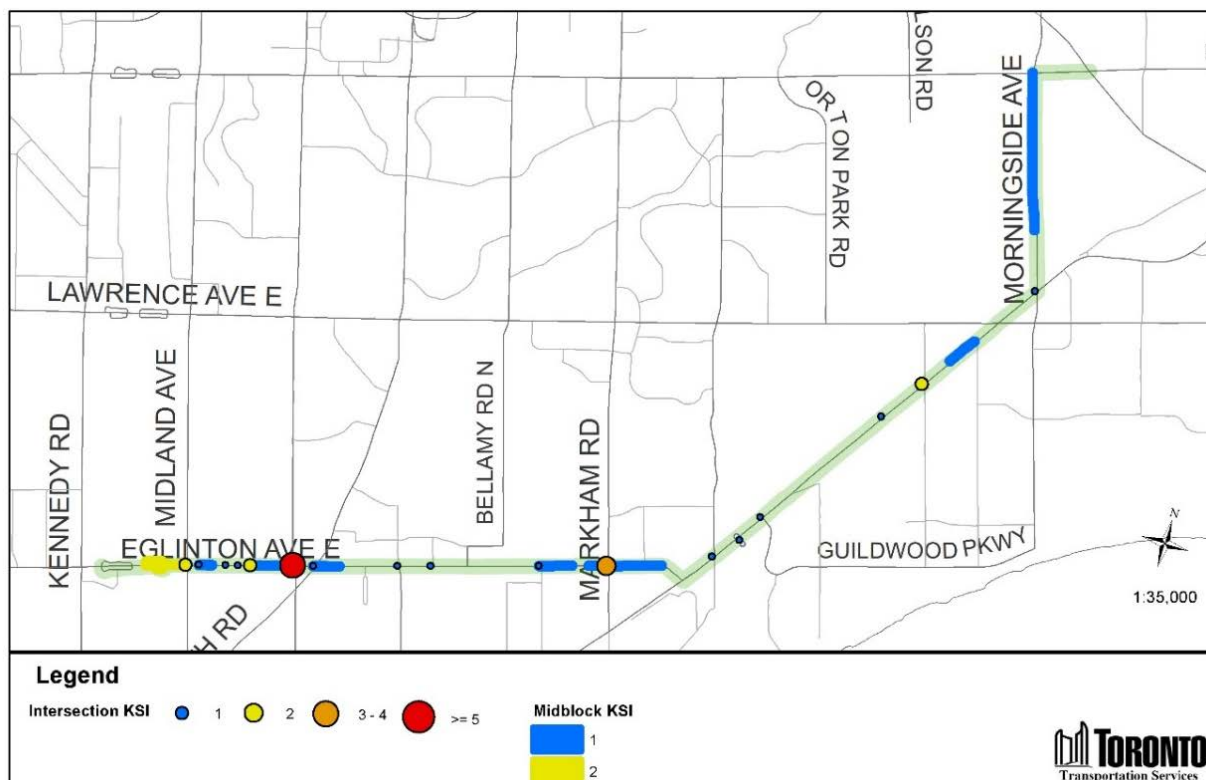 LSON RD
ORTON PARK RD
MORNINGSIDE AVE
LAWRENCE AVE E
KENNEDY RD
MIDLAND AVE
BELLAMY RD N
MARKHAM RD
EGLINTON AVE E
GUILDWOOD PKWY
H RD
N
1:35,000
Legend
Intersection KSI 1 2 3 - 4 >= 5
Midblock KSI
1
2
TORONTO
Transportation Services